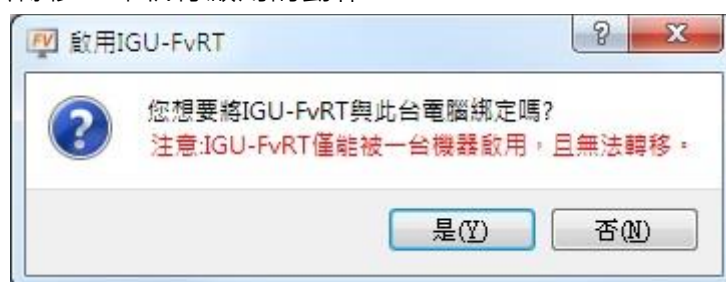 啟用IGU-FvRT
您想要將IGU-FvRT與此台電腦綁定嗎?
注意:IGU-FvRT僅能被一台機器啟用，且無法轉移。
是(Y) 否(N)